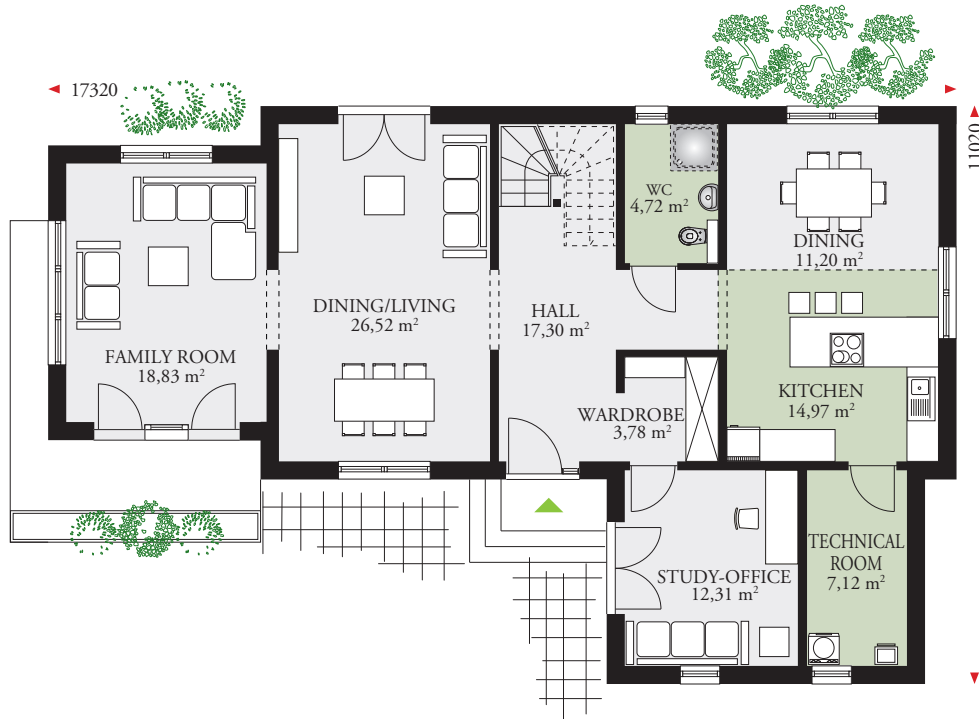 17320
11020
WC
4,72 m²
DINING
11,20 m²
DINING/LIVING
26,52 m²
HALL
17,30 m²
FAMILY ROOM
18,83 m²
KITCHEN
14,97 m²
WARDROBE
3,78 m²
TECHNICAL
ROOM
7,12 m²
STUDY-OFFICE
12,31 m²